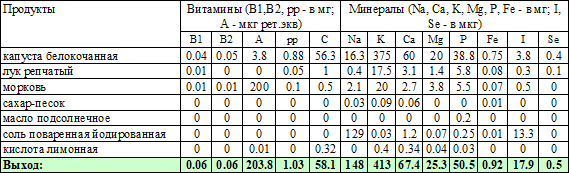 Продукты Витамины (B1,B2, pp - в мг; А - мкг рет.экв) Минералы (Na, Ca, K, Mg, P, Fe - в мг; I, Se - в мкг)
B1 B2 A pp C Na K Ca Mg P Fe I Se
капуста белокочанная 0.04 0.05 3.8 0.88 56.3 16.3 375 60 20 38.8 0.75 3.8 0.4
лук репчатый 0.01 0 0 0.05 1 0.4 17.5 3.1 1.4 5.8 0.08 0.3 0.1
морковь 0.01 0.01 200 0.1 0.5 2.1 20 2.7 3.8 5.5 0.07 0.5 0
сахар-песок 0 0 0 0 0 0.03 0.09 0.06 0 0 0.01 0 0
масло подсолнечное 0 0 0 0 0 0 0 0 0 0.2 0 0 0
соль поваренная йодированная 0 0 0 0 0 129 0.03 1.2 0.07 0.25 0.01 13.3 0
кислота лимонная 0 0 0.01 0 0.32 0 0.4 0.34 0.04 0.03 0 0 0
Выход: 0.06 0.06 203.8 1.03 58.1 148 413 67.4 25.3 50.5 0.92 17.9 0.5